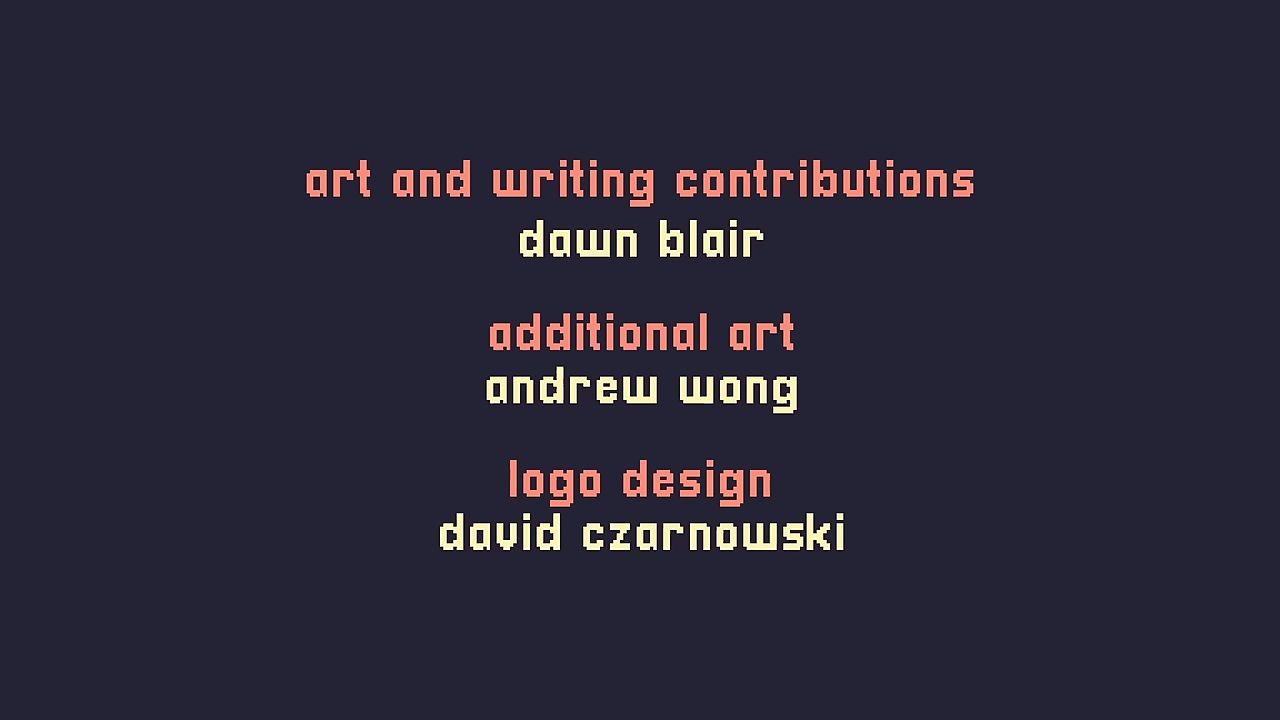 art and writing contributions
dawn blair
additional art
andrew wong
logo design
david czarnowski